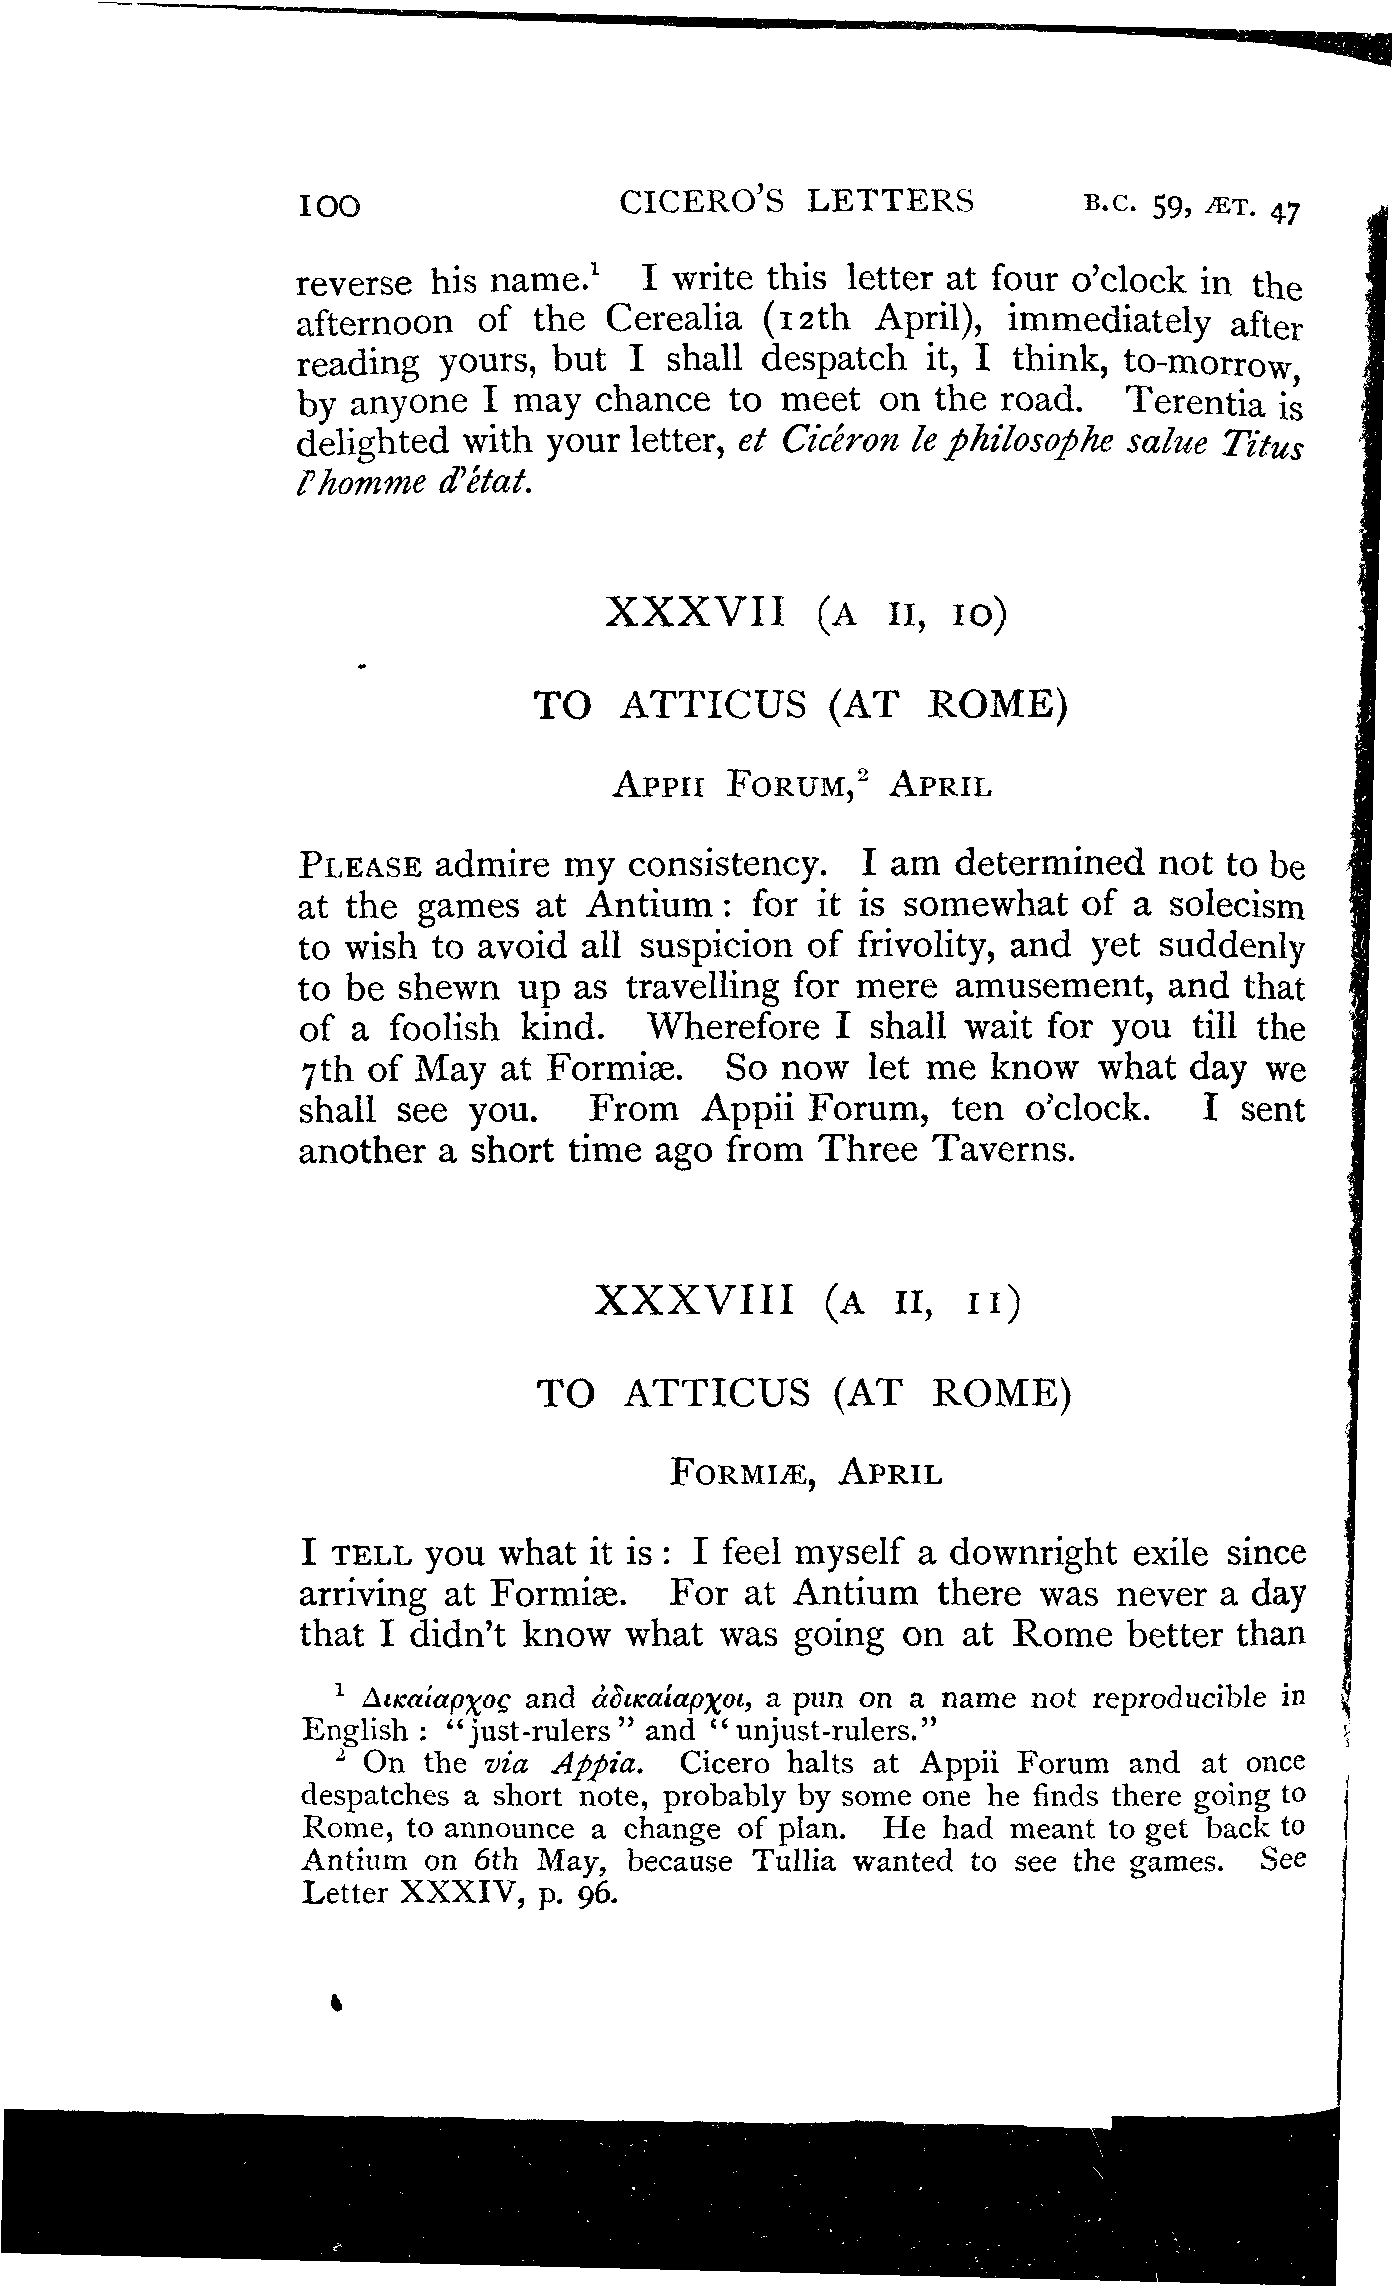 100 CICERO'S LETTERS B.C. 59, ÆT. 47
reverse his name.¹ I write this letter at four o'clock in the
afternoon of the Cerealia (12th April), immediately after
reading yours, but I shall despatch it, I think, to-morrow,
by anyone I may chance to meet on the road. Terentia is
delighted with your letter, et Cicéron le philosophe salue Titus
l'homme d'état.
XXXVII (A II, 10)
TO ATTICUS (AT ROME)
APPII FORUM,² APRIL
PLEASE admire my consistency. I am determined not to be
at the games at Antium : for it is somewhat of a solecism
to wish to avoid all suspicion of frivolity, and yet suddenly
to be shewn up as travelling for mere amusement, and that
of a foolish kind. Wherefore I shall wait for you till the
7th of May at Formiæ. So now let me know what day we
shall see you. From Appii Forum, ten o'clock. I sent
another a short time ago from Three Taverns.
XXXVIII (A II, 11)
TO ATTICUS (AT ROME)
FORMIÆ, APRIL
I TELL you what it is : I feel myself a downright exile since
arriving at Formiæ. For at Antium there was never a day
that I didn't know what was going on at Rome better than
¹ Δικαίαρχος and ἀδικαίαρχοι, a pun on a name not reproducible in
English : "just-rulers" and "unjust-rulers."
² On the via Appia. Cicero halts at Appii Forum and at once
despatches a short note, probably by some one he finds there going to
Rome, to announce a change of plan. He had meant to get back to
Antium on 6th May, because Tullia wanted to see the games. See
Letter XXXIV, p. 96.